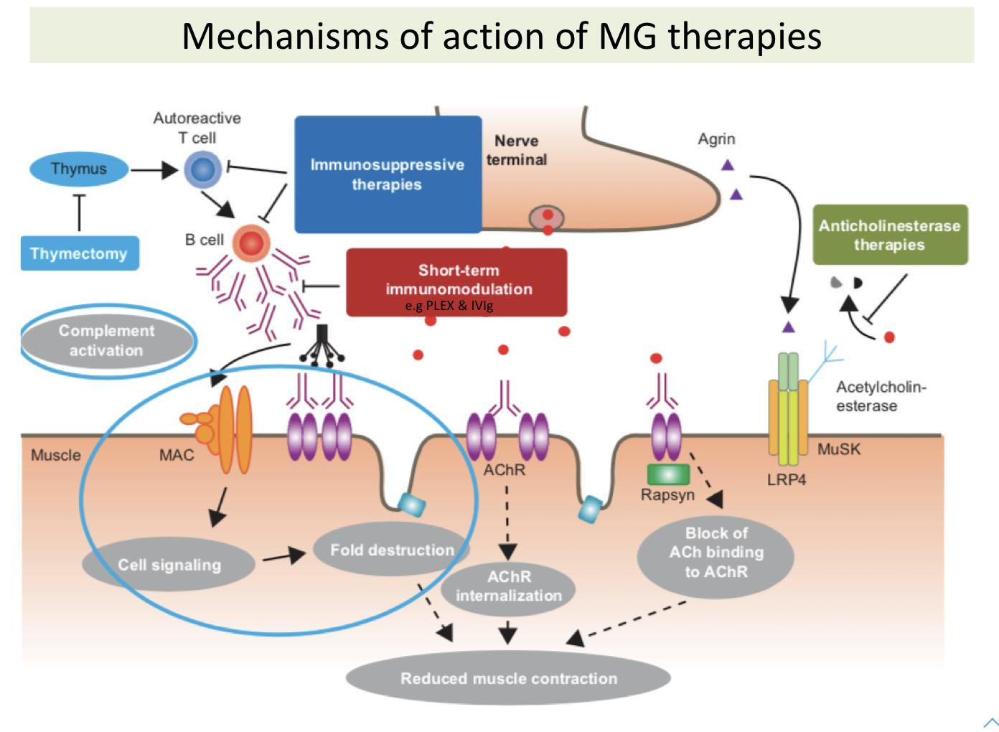 Mechanisms of action of MG therapies
Autoreactive
T cell
Thymus
Thymectomy
B cell
Immunosuppressive
therapies
Nerve
terminal
Agrin
Anticholinesterase
therapies
Short-term
immunomodulation
e.g PLEX & IVIg
Complement
activation
Acetylcholin-
esterase
Muscle
MAC
AChR
Rapsyn
MuSK
LRP4
Cell signaling
Fold destruction
AChR
internalization
Block of
ACh binding
to AChR
Reduced muscle contraction